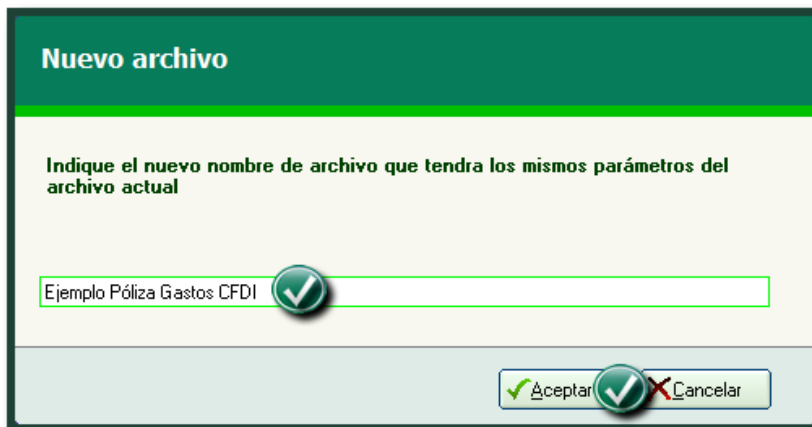 Nuevo archivo
Indique el nuevo nombre de archivo que tendra los mismos parámetros del
archivo actual
Ejemplo Póliza Gastos CFDI
Aceptar Cancelar